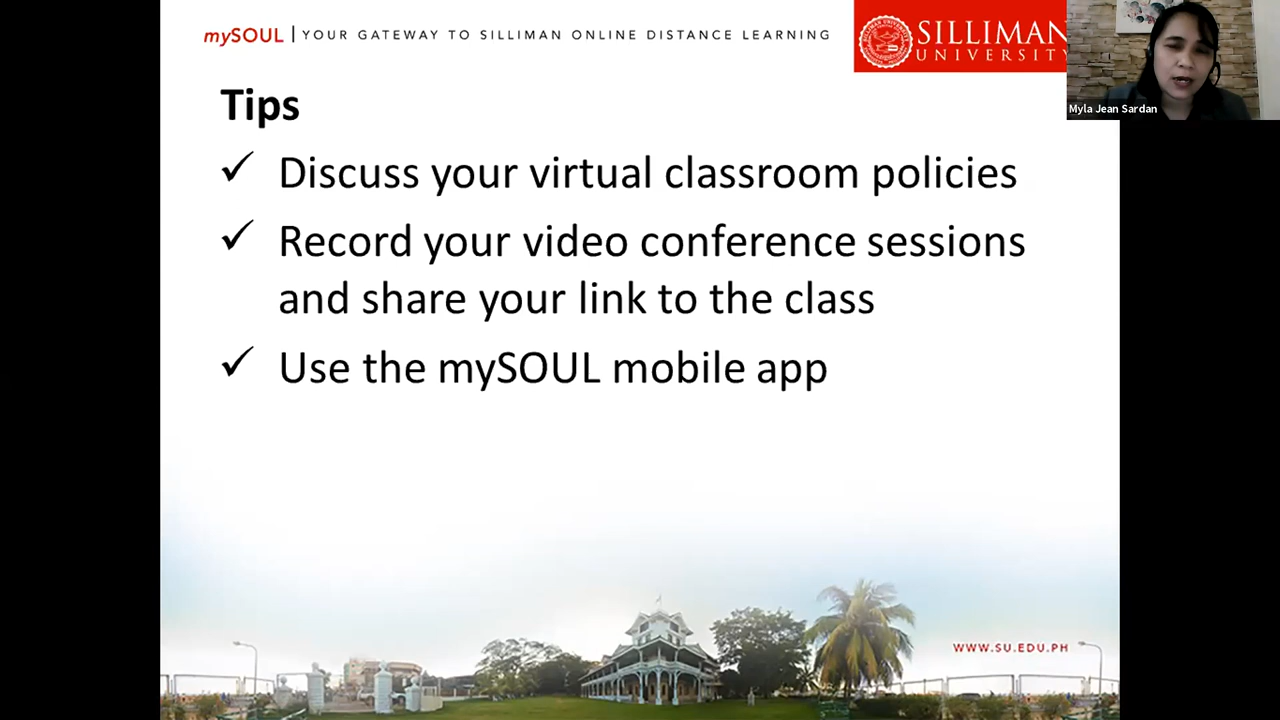 mySOUL | YOUR GATEWAY TO SILLIMAN ONLINE DISTANCE LEARNING
SILLIMAN
UNIVERSITY
Myla Jean Sardan
Tips
✓ Discuss your virtual classroom policies
✓ Record your video conference sessions
and share your link to the class
✓ Use the mySOUL mobile app
WWW.SU.EDU.PH